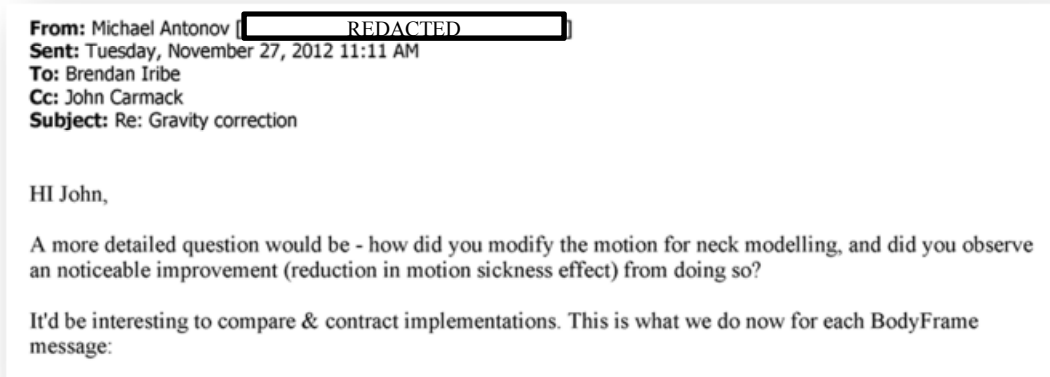 From: Michael Antonov [REDACTED]
Sent: Tuesday, November 27, 2012 11:11 AM
To: Brendan Iribe
Cc: John Carmack
Subject: Re: Gravity correction
HI John,
A more detailed question would be - how did you modify the motion for neck modelling, and did you observe
an noticeable improvement (reduction in motion sickness effect) from doing so?
It'd be interesting to compare & contract implementations. This is what we do now for each BodyFrame
message: